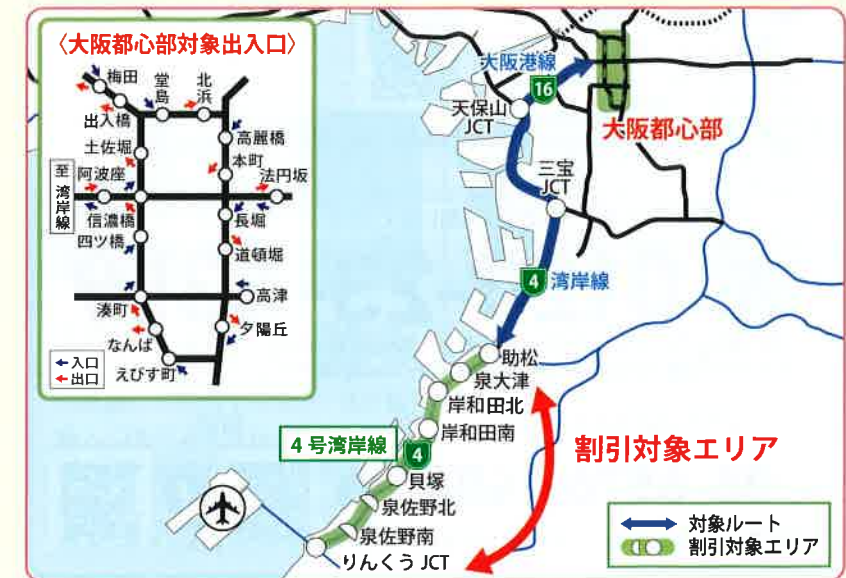 〈大阪都心部対象出入口〉
梅田
堂島
北浜
出入橋
高麗橋
土佐堀
本町
至 湾岸線
阿波座
法円坂
信濃橋
長堀
四ツ橋
道頓堀
高津
湊町
夕陽丘
なんば
えびす町
入口
出口
大阪港線
16
天保山
JCT
大阪都心部
三宝
JCT
4 湾岸線
助松
泉大津
岸和田北
岸和田南
4号湾岸線
4
貝塚
泉佐野北
泉佐野南
りんくうJCT
割引対象エリア
対象ルート
割引対象エリア